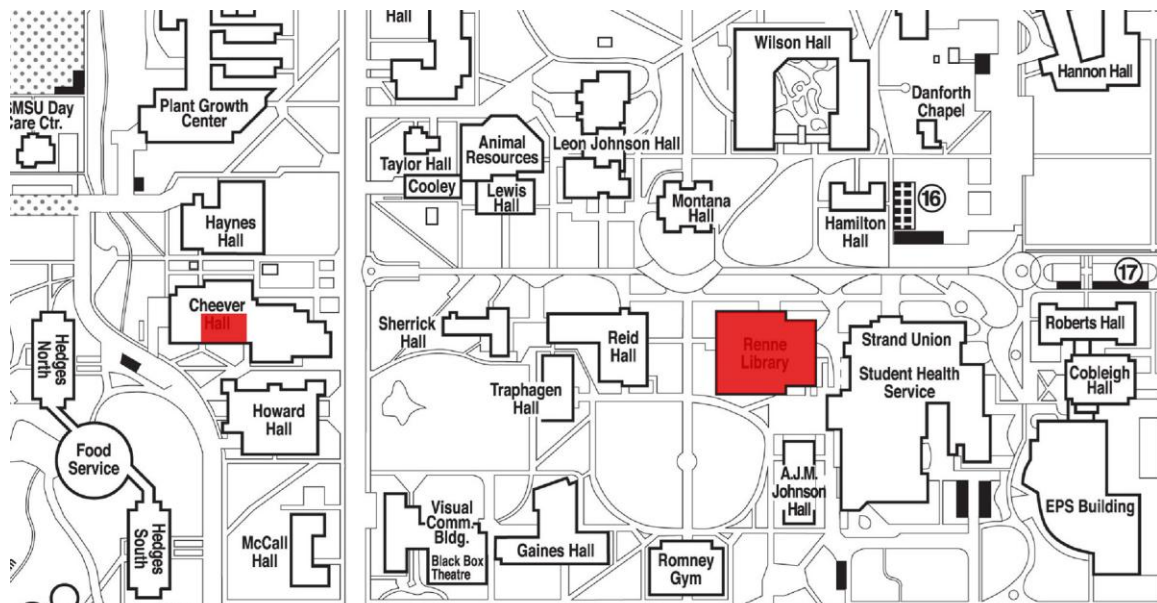 Hall
Wilson Hall
Hannon Hall
Plant Growth
Center
Danforth
Chapel
SMSU Day
Care Ctr.
Animal
Resources
Leon Johnson Hall
Taylor Hall
Cooley
Lewis
Hall
Montana
Hall
16
Haynes
Hall
Hamilton
Hall
17
Cheever
Hall
Sherrick
Hall
Reid
Hall
Renne
Library
Strand Union
Student Health
Service
Roberts Hall
Cobleigh
Hall
Hedges
North
Traphagen
Hall
Howard
Hall
Food
Service
A.J.M.
Johnson
Hall
EPS Building
Hedges
South
McCall
Hall
Visual
Comm.
Bldg.
Black Box
Theatre
Gaines Hall
Romney
Gym